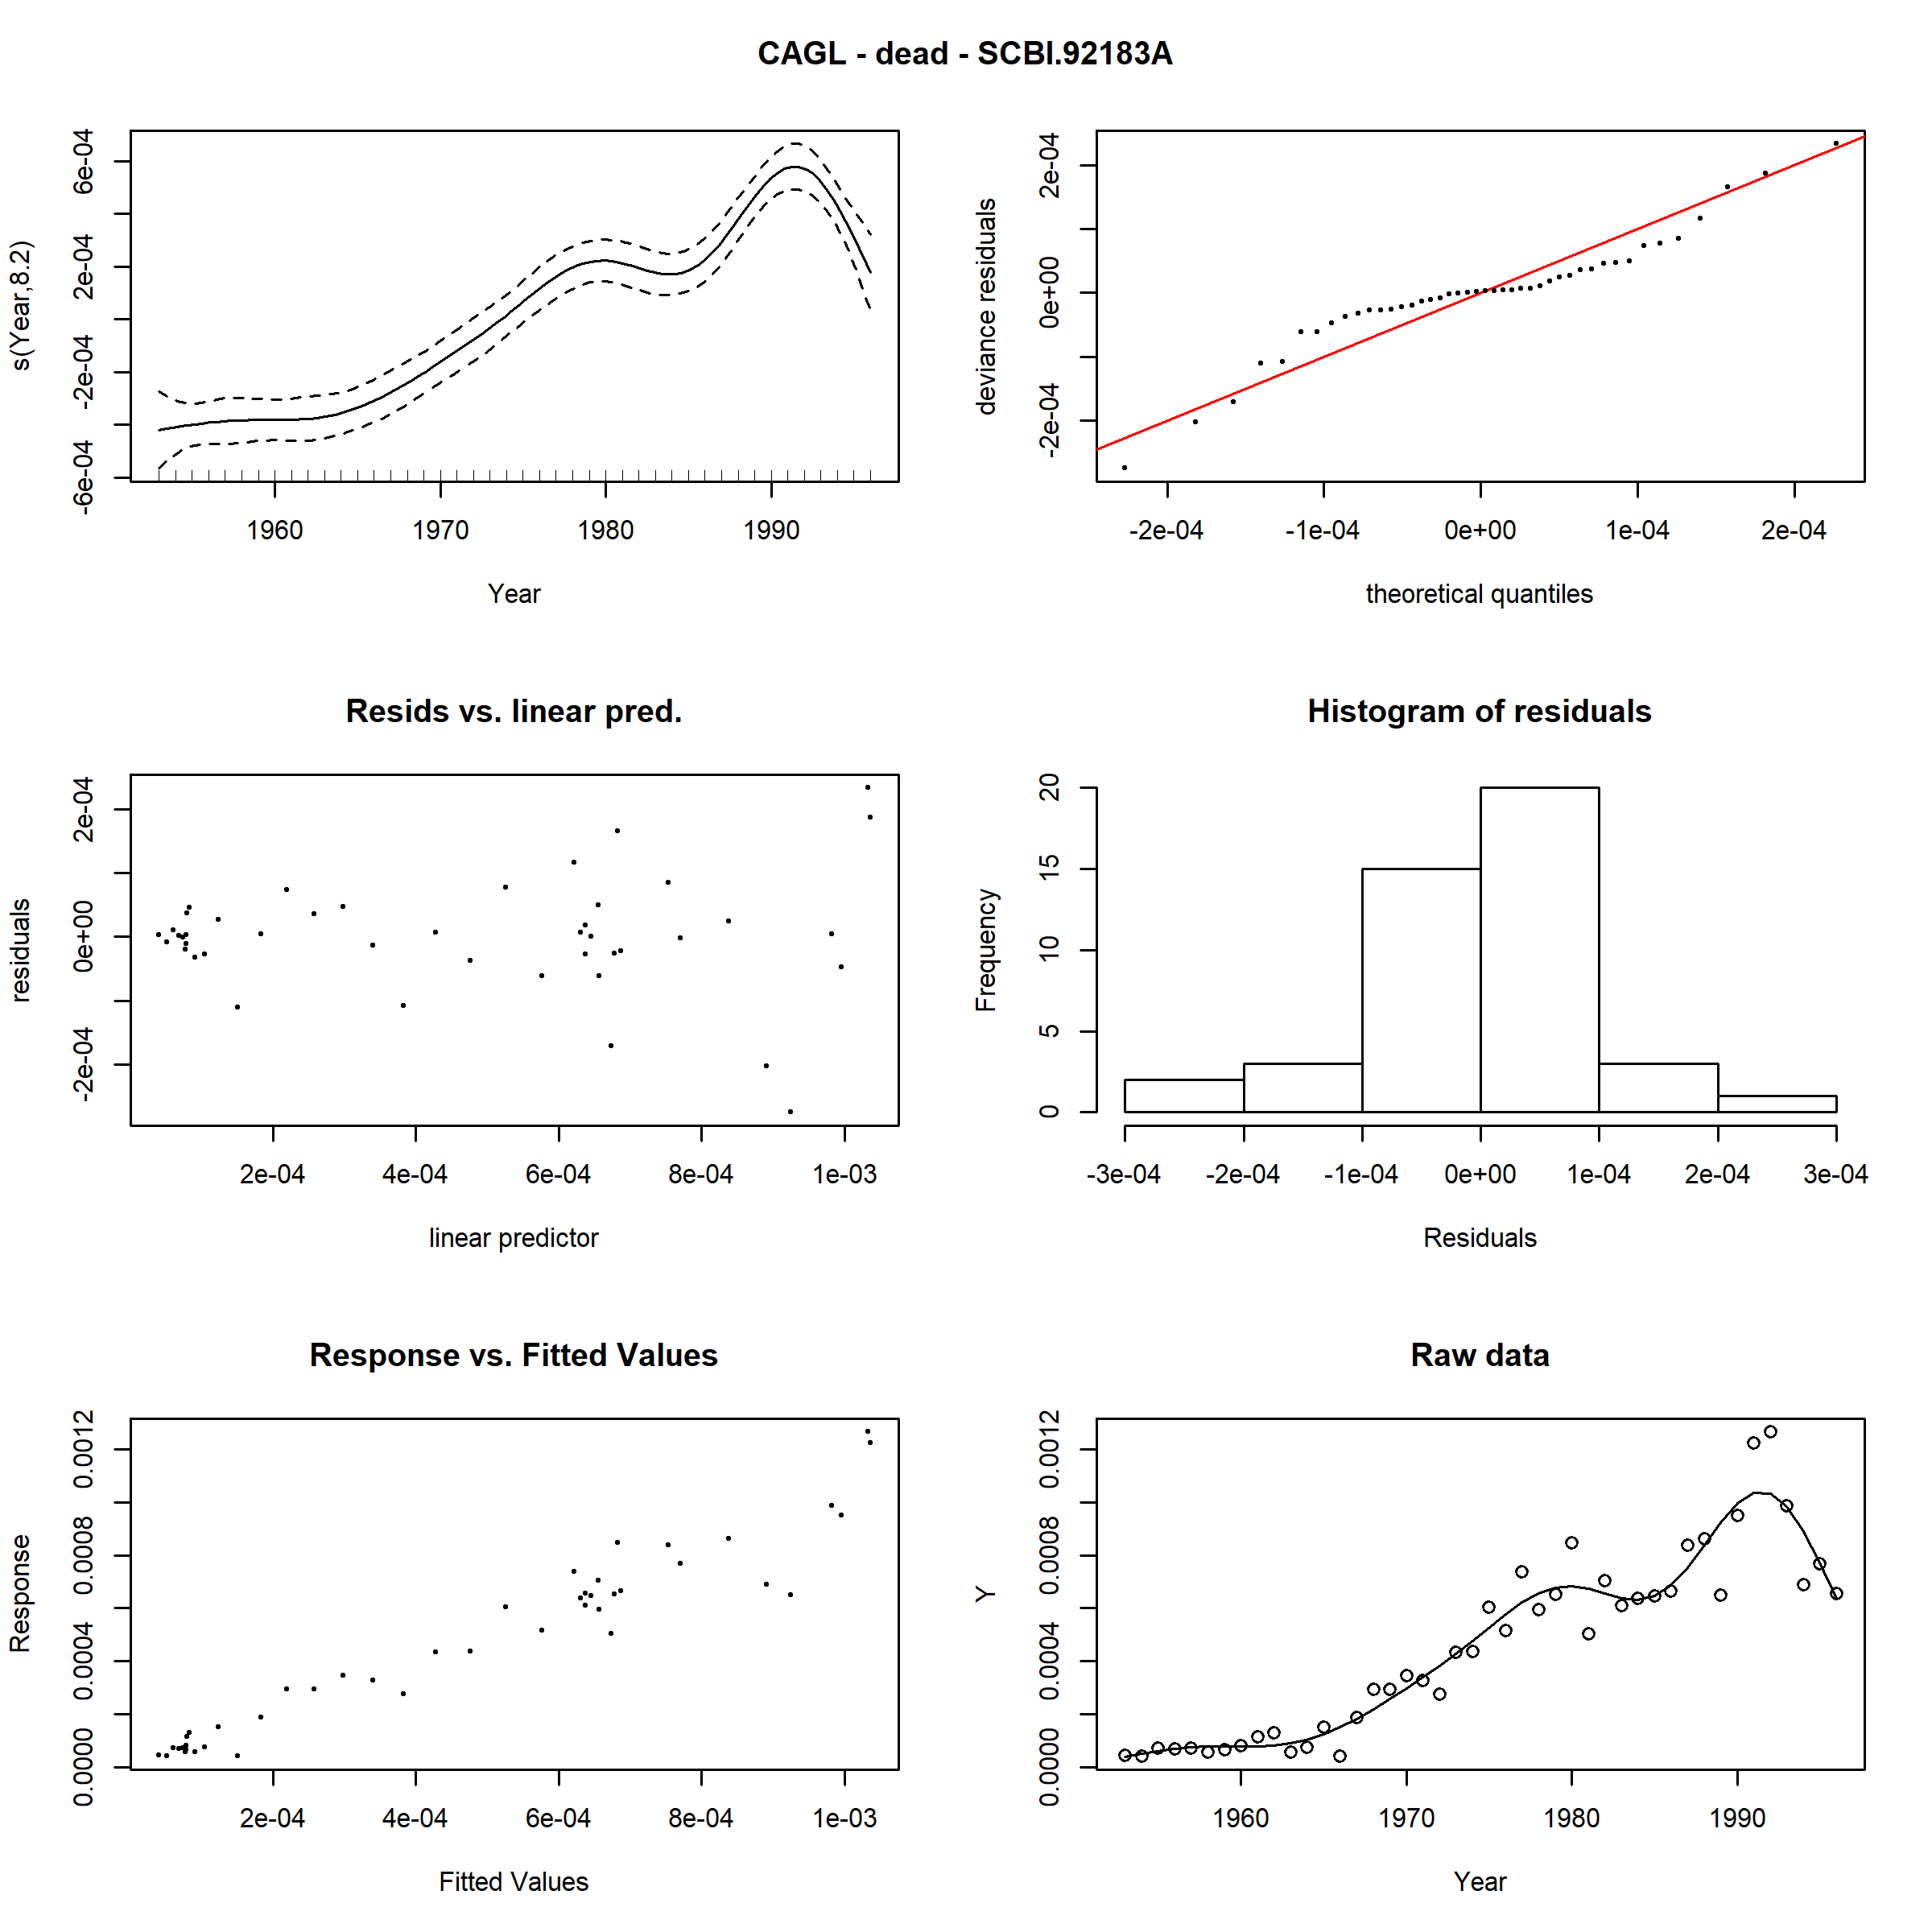 CAGL - dead - SCBI.92183A
s(Year,8.2)
-6e-04 -2e-04 2e-04 6e-04
1960 1970 1980 1990
Year
deviance residuals
-2e-04 0e+00 2e-04
-2e-04 -1e-04 0e+00 1e-04 2e-04
theoretical quantiles
Resids vs. linear pred.
residuals
-2e-04 0e+00 2e-04
2e-04 4e-04 6e-04 8e-04 1e-03
linear predictor
Histogram of residuals
Frequency
0 5 10 15 20
-3e-04 -2e-04 -1e-04 0e+00 1e-04 2e-04 3e-04
Residuals
Response vs. Fitted Values
Response
0.0000 0.0004 0.0008 0.0012
2e-04 4e-04 6e-04 8e-04 1e-03
Fitted Values
Raw data
Y
0.0000 0.0004 0.0008 0.0012
1960 1970 1980 1990
Year